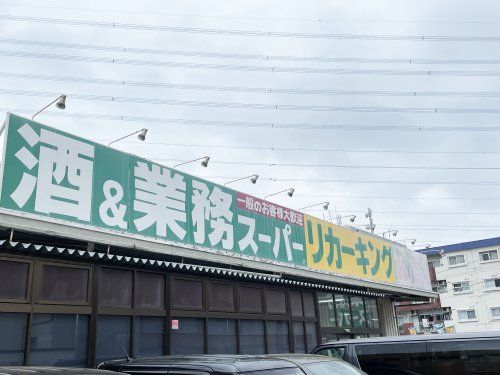 酒&業務スーパー
一般のお客様大歓迎
リカーキング